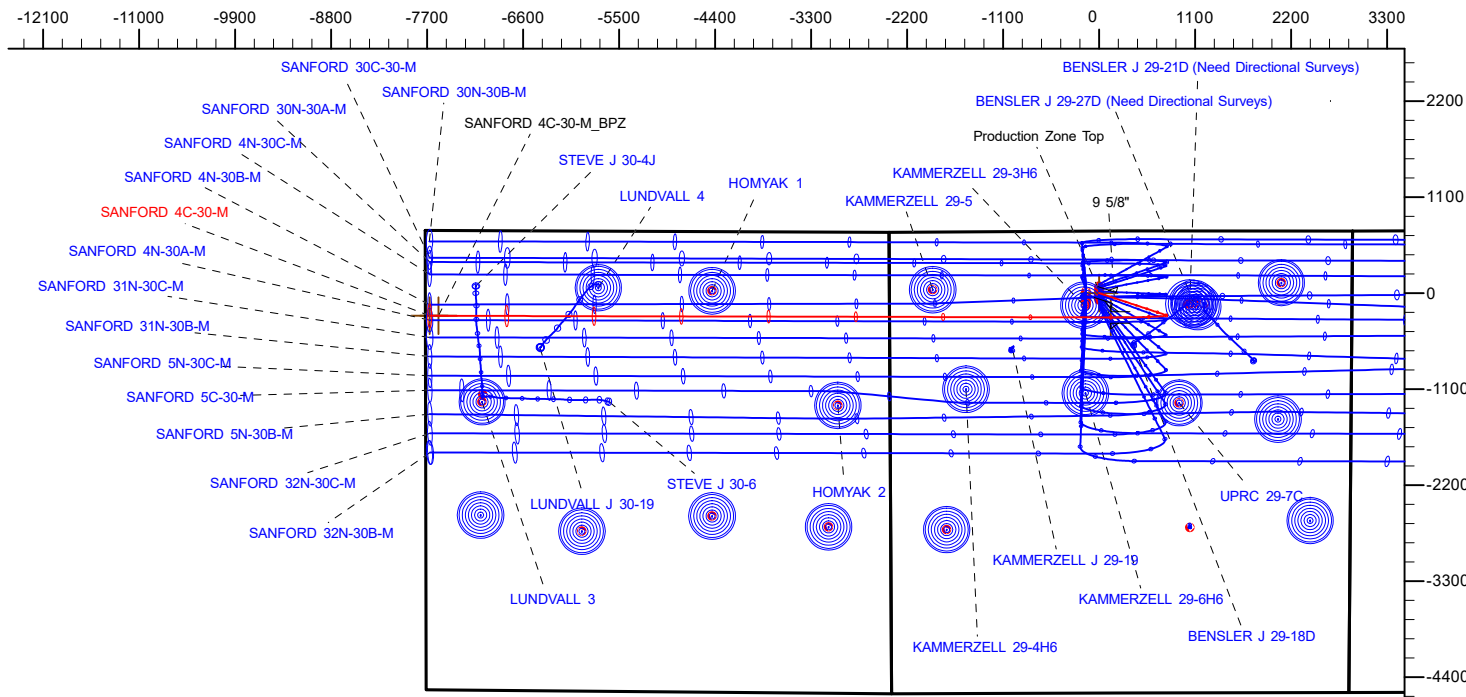 -12100 -11000 -9900 -8800 -7700 -6600 -5500 -4400 -3300 -2200 -1100 0 1100 2200 3300
SANFORD 30C-30-M
BENSLER J 29-21D (Need Directional Surveys)
SANFORD 30N-30B-M
BENSLER J 29-27D (Need Directional Surveys)
2200
SANFORD 30N-30A-M
SANFORD 4C-30-M_BPZ
Production Zone Top
SANFORD 4N-30C-M
STEVE J 30-4J
KAMMERZELL 29-3H6
SANFORD 4N-30B-M
HOMYAK 1
LUNDVALL 4
KAMMERZELL 29-5
9 5/8"
1100
SANFORD 4C-30-M
SANFORD 4N-30A-M
SANFORD 31N-30C-M
0
SANFORD 31N-30B-M
SANFORD 5N-30C-M
SANFORD 5C-30-M
-1100
SANFORD 5N-30B-M
SANFORD 32N-30C-M
STEVE J 30-6
HOMYAK 2
-2200
LUNDVALL J 30-19
UPRC 29-7C
SANFORD 32N-30B-M
KAMMERZELL J 29-19
-3300
LUNDVALL 3
KAMMERZELL 29-6H6
BENSLER J 29-18D
KAMMERZELL 29-4H6
-4400